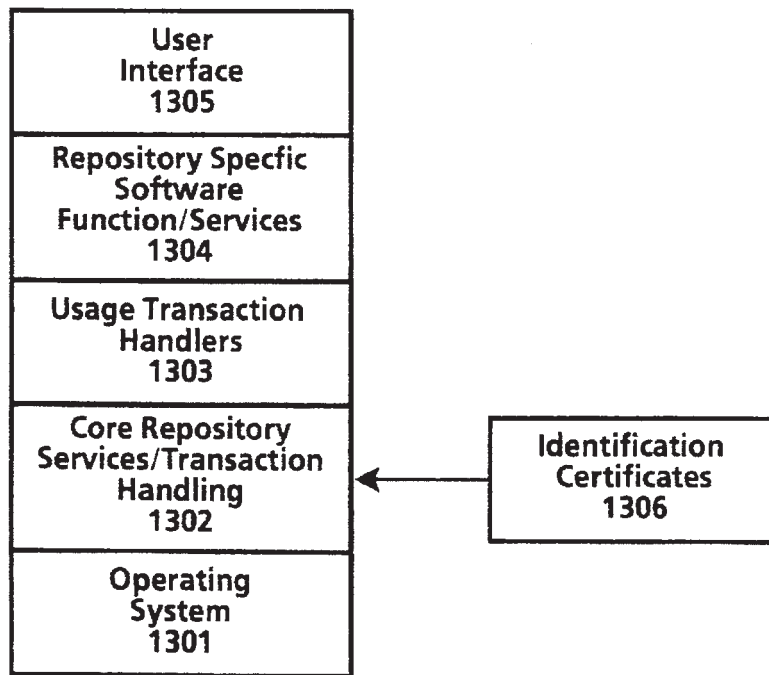 User
Interface
1305
Repository Specfic
Software
Function/Services
1304
Usage Transaction
Handlers
1303
Core Repository
Services/Transaction
Handling
1302
Identification
Certificates
1306
Operating
System
1301